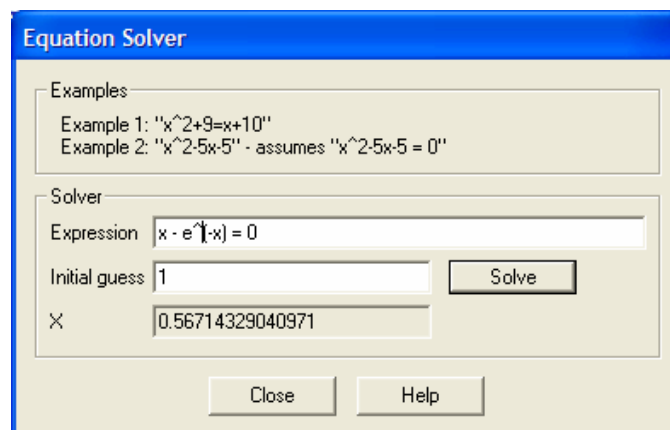 Equation Solver
Examples
Example 1: "x^2+9=x+10"
Example 2: "x^2-5x-5" - assumes "x^2-5x-5 = 0"
Solver
Expression x - e^(-x) = 0
Initial guess 1 Solve
X 0.56714329040971
Close Help